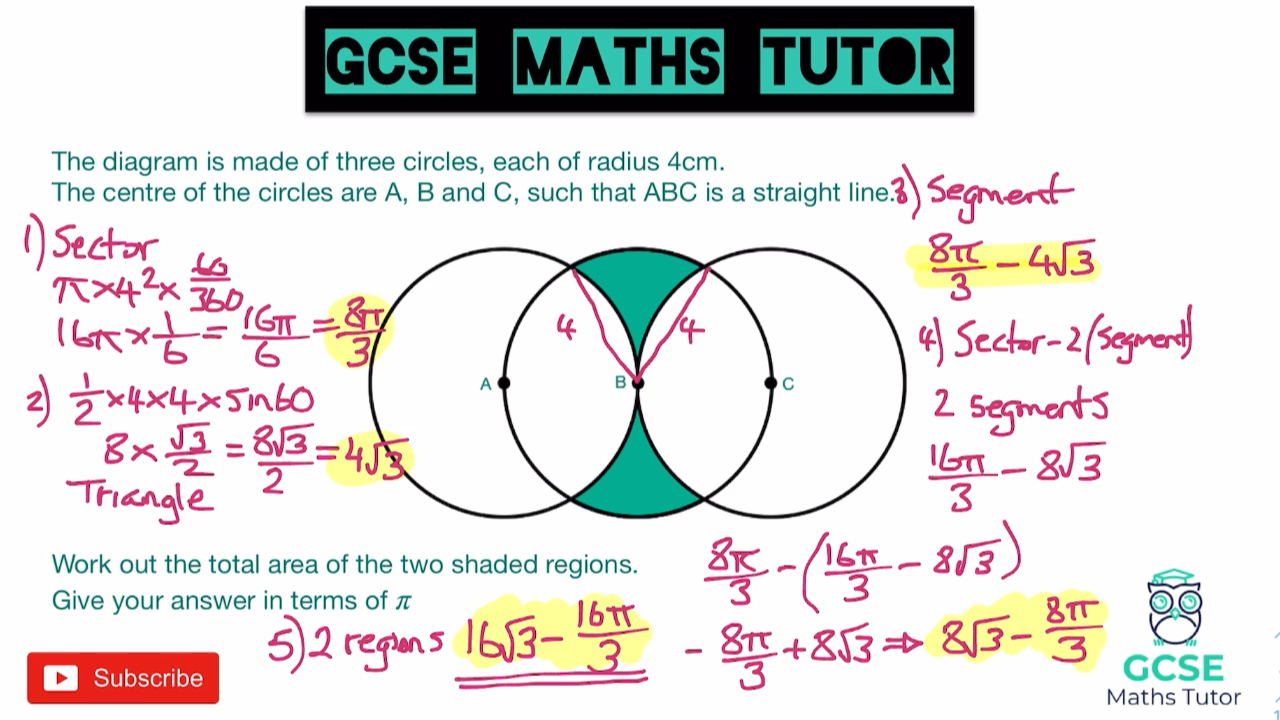 GCSE MATHS TUTOR
The diagram is made of three circles, each of radius 4cm.
The centre of the circles are A, B and C, such that ABC is a straight line.
1) Sector
π×4²× 60/360
16π × 1/6 = 16π/6 = 8π/3
2) 1/2 ×4×4×Sin60
8 × √3/2 = 8√3/2 = 4√3
Triangle
4 4
A B C
3) Segment
8π/3 − 4√3
4) Sector − 2(Segment)
2 segments
16π/3 − 8√3
8π/3 − (16π/3 − 8√3)
− 8π/3 + 8√3 ⇒ 8√3 − 8π/3
Work out the total area of the two shaded regions.
Give your answer in terms of π
5) 2 regions 16√3 − 16π/3
Subscribe
GCSE
Maths Tutor